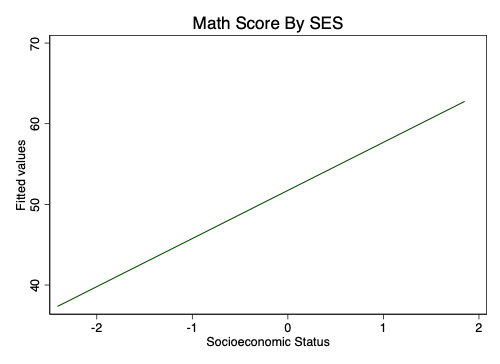 Math Score By SES
70
60
50
40
Fitted values
-2 -1 0 1 2
Socioeconomic Status